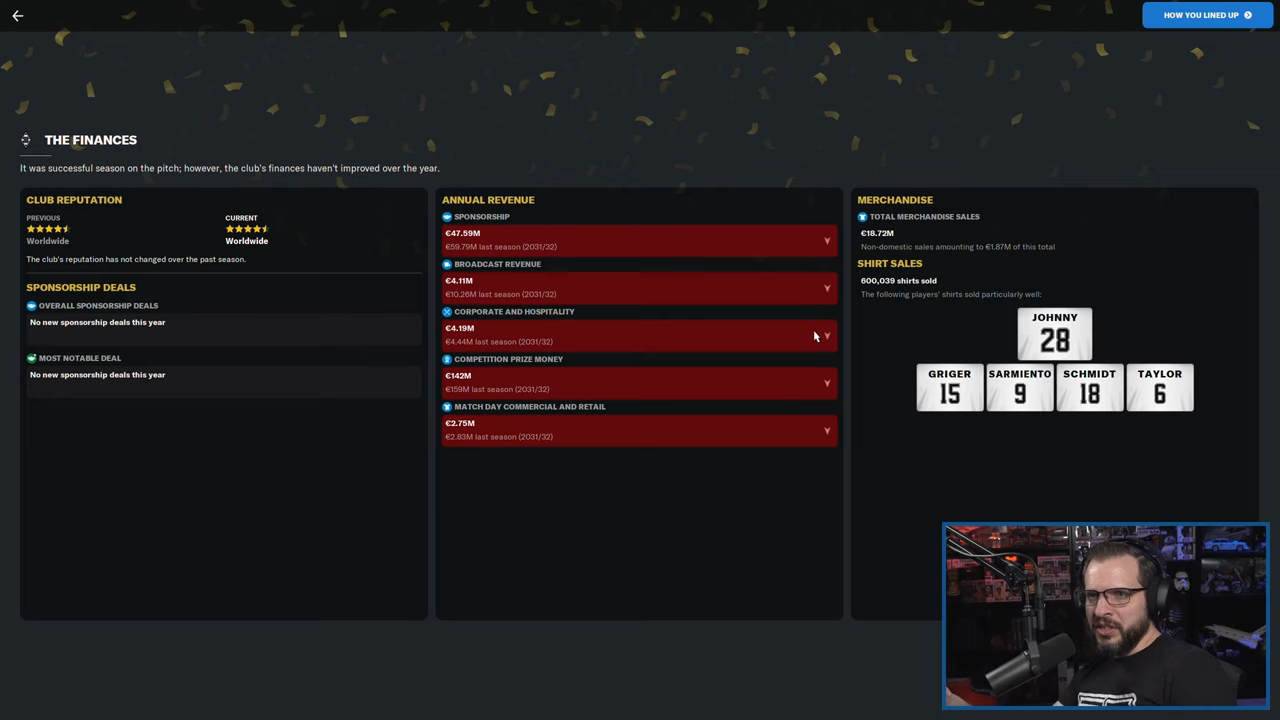 HOW YOU LINED UP
THE FINANCES
It was successful season on the pitch; however, the club's finances haven't improved over the year.
CLUB REPUTATION
PREVIOUS
CURRENT
Worldwide
Worldwide
The club's reputation has not changed over the past season.
SPONSORSHIP DEALS
OVERALL SPONSORSHIP DEALS
No new sponsorship deals this year
MOST NOTABLE DEAL
No new sponsorship deals this year
ANNUAL REVENUE
SPONSORSHIP
€47.59M
€59.79M last season (2031/32)
BROADCAST REVENUE
€4.11M
€10.26M last season (2031/32)
CORPORATE AND HOSPITALITY
€4.19M
€4.44M last season (2031/32)
COMPETITION PRIZE MONEY
€142M
€159M last season (2031/32)
MATCH DAY COMMERCIAL AND RETAIL
€2.75M
€2.83M last season (2031/32)
MERCHANDISE
TOTAL MERCHANDISE SALES
€18.72M
Non-domestic sales amounting to €1.87M of this total
SHIRT SALES
600,039 shirts sold
The following players' shirts sold particularly well:
JOHNNY
28
GRIGER
15
SARMIENTO
9
SCHMIDT
18
TAYLOR
6